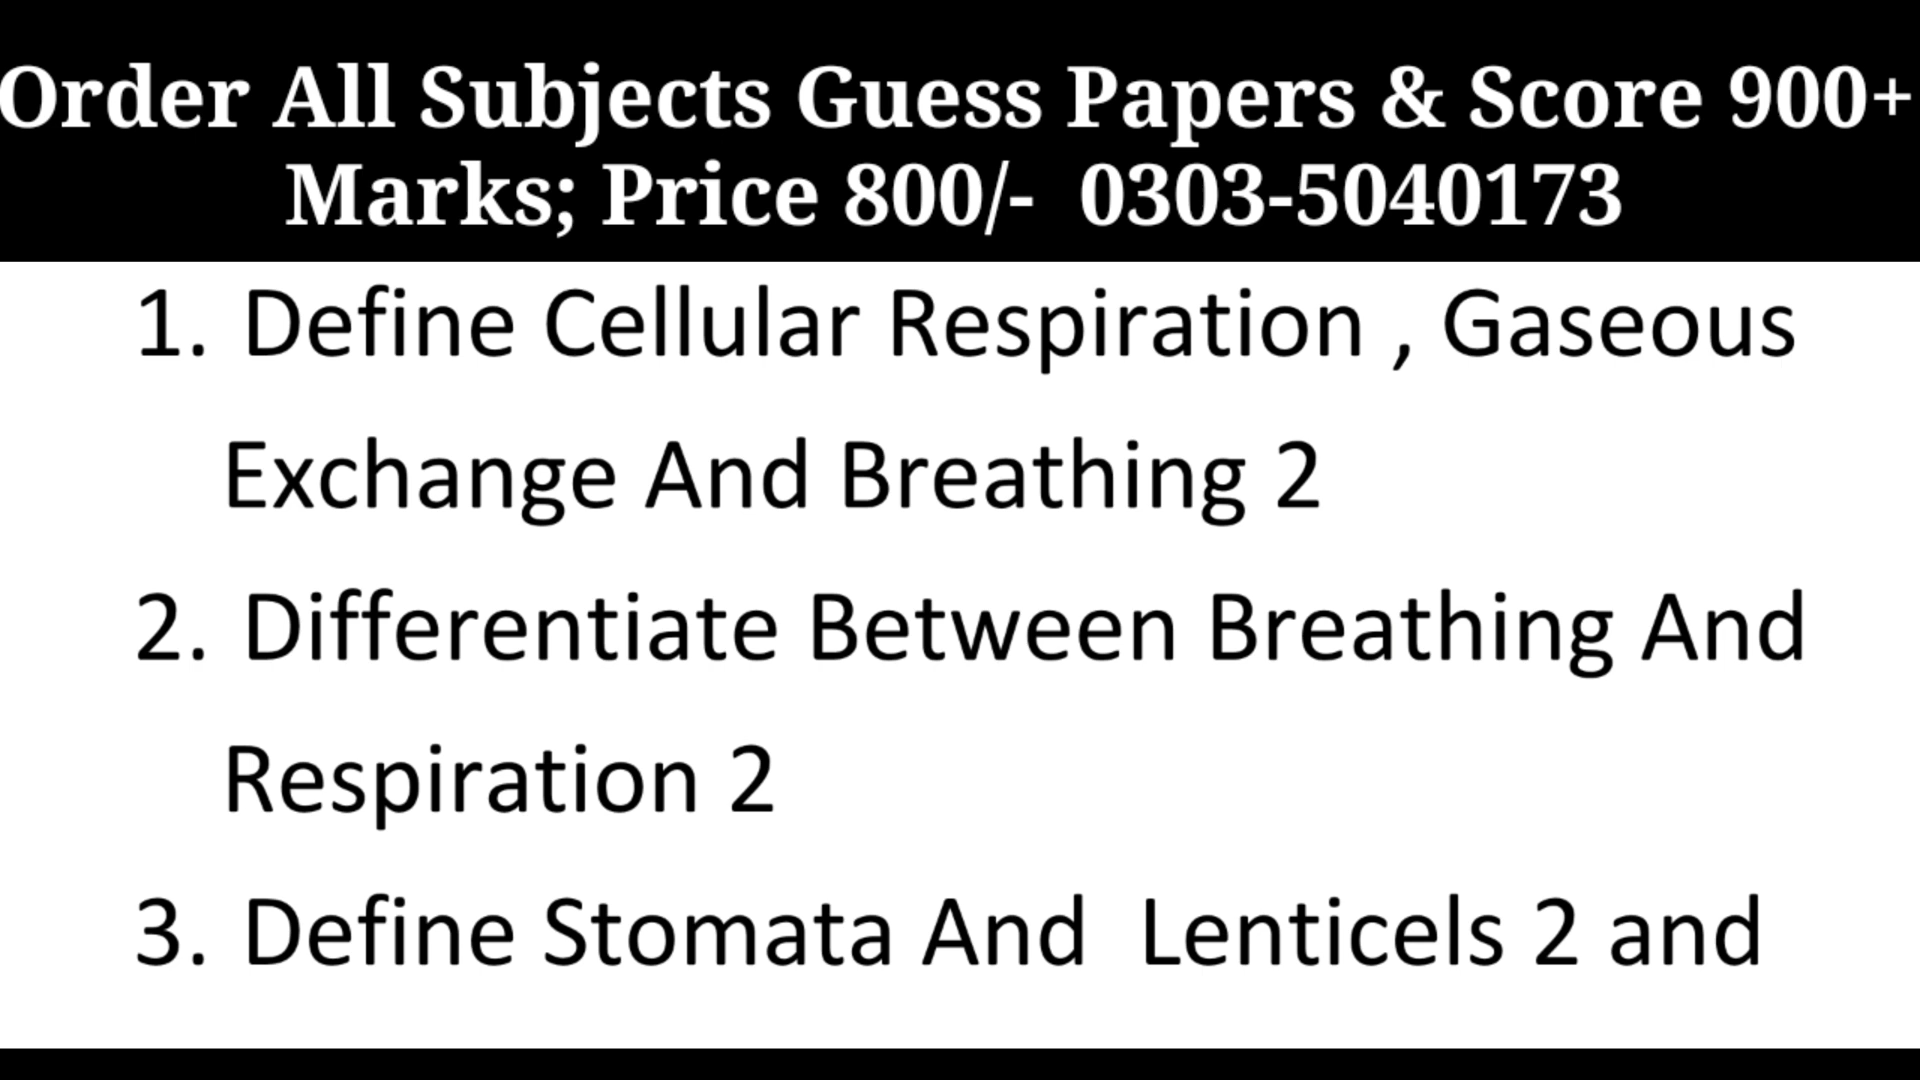 Order All Subjects Guess Papers & Score 900+
Marks; Price 800/- 0303-5040173
1. Define Cellular Respiration , Gaseous
Exchange And Breathing 2
2. Differentiate Between Breathing And
Respiration 2
3. Define Stomata And Lenticels 2 and